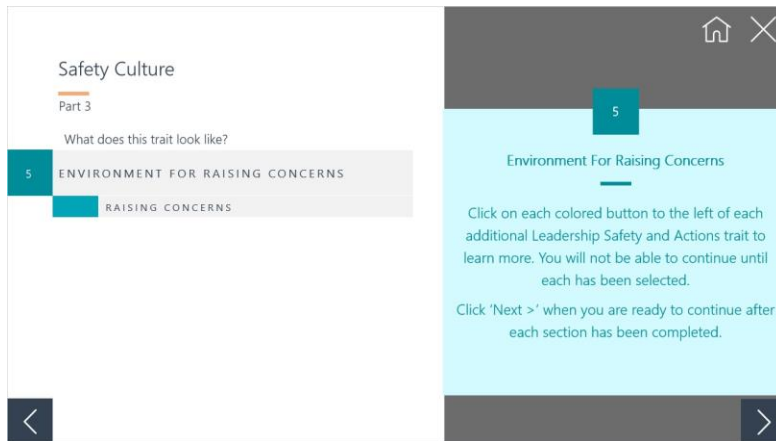 Safety Culture
Part 3
What does this trait look like?
5
ENVIRONMENT FOR RAISING CONCERNS
RAISING CONCERNS
5
Environment For Raising Concerns
Click on each colored button to the left of each
additional Leadership Safety and Actions trait to
learn more. You will not be able to continue until
each has been selected.
Click 'Next >' when you are ready to continue after
each section has been completed.